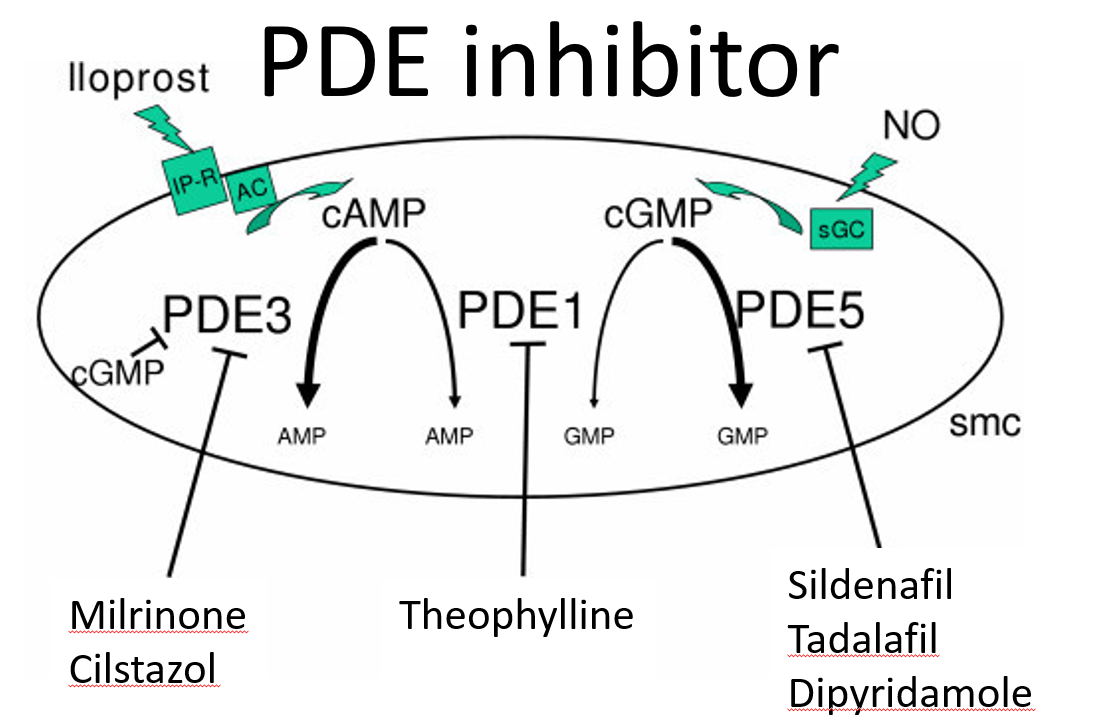 PDE inhibitor
Iloprost
NO
IP-R
AC
cAMP
cGMP
sGC
PDE3
PDE1
PDE5
cGMP
AMP
AMP
GMP
GMP
smc
Milrinone
Cilstazol
Theophylline
Sildenafil
Tadalafil
Dipyridamole